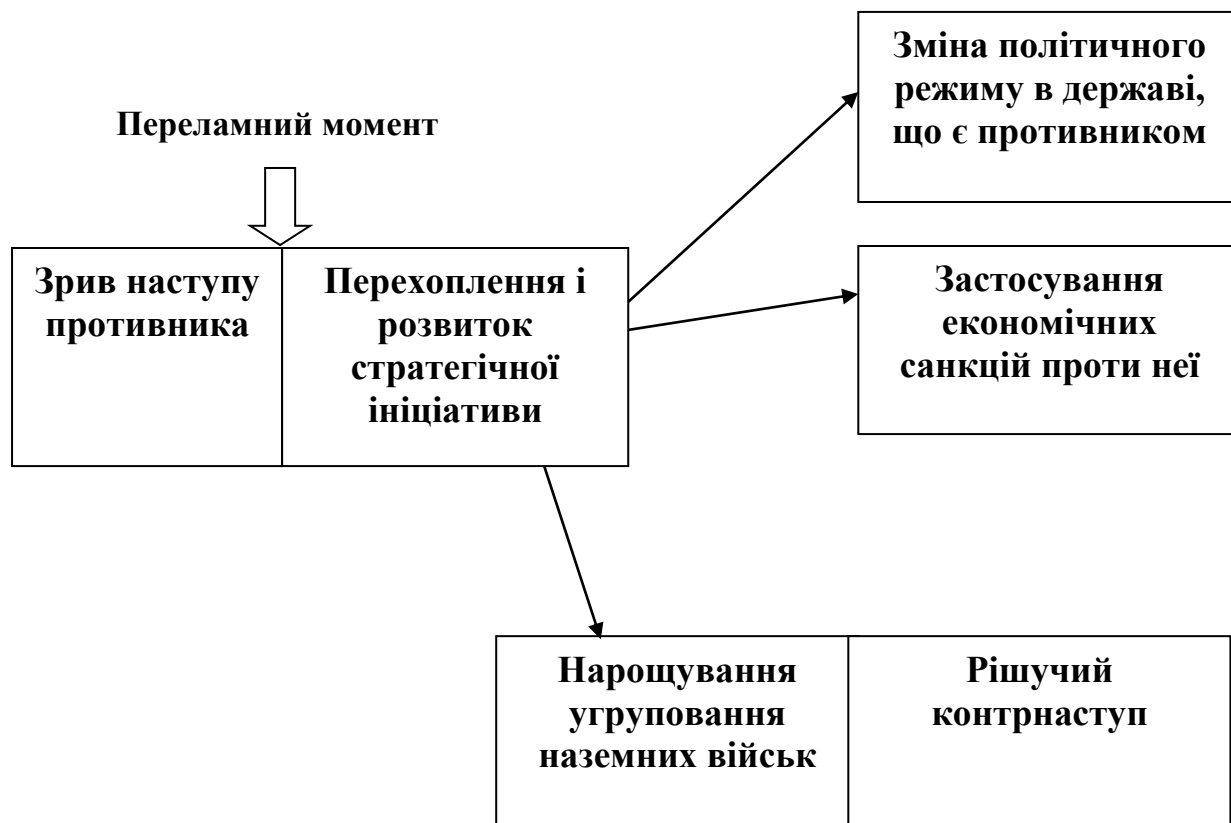 Зміна політичного
режиму в державі,
що є противником
Переламний момент
Зрив наступу
противника
Перехоплення і
розвиток
стратегічної
ініціативи
Застосування
економічних
санкцій проти неї
Нарощування
угруповання
наземних військ
Рішучий
контрнаступ